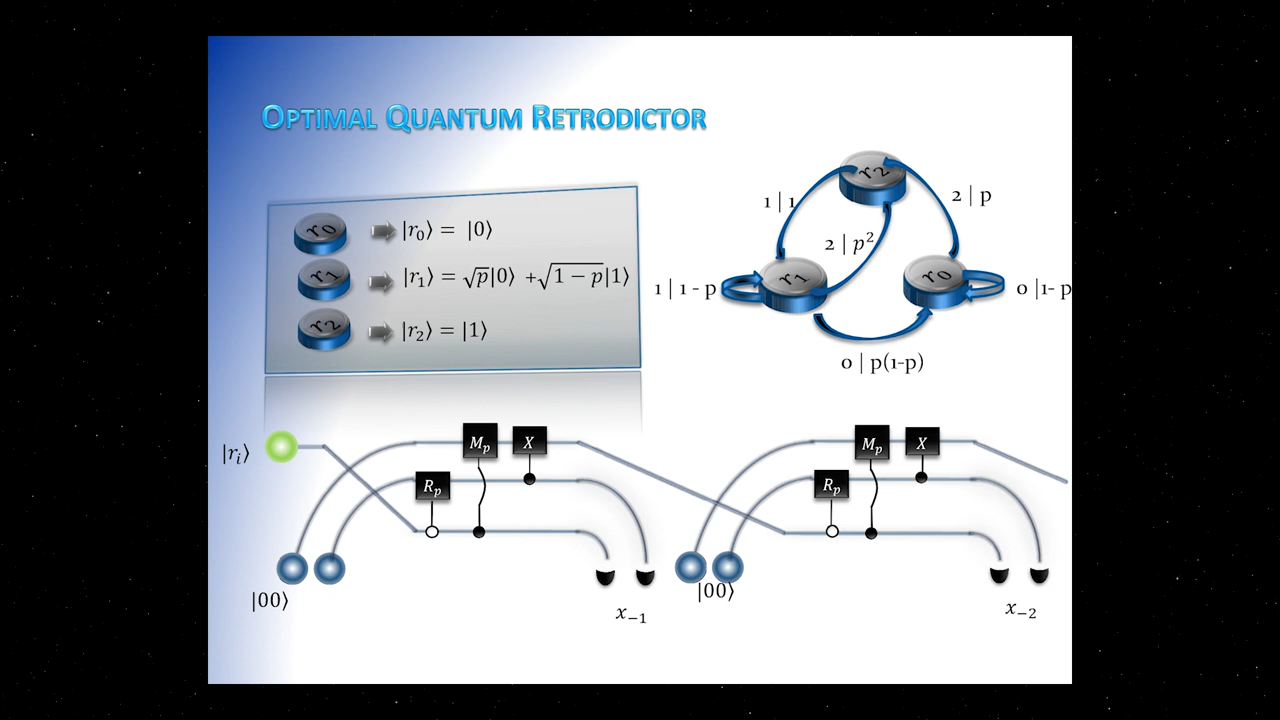 OPTIMAL QUANTUM RETRODICTOR
r₂
1 | 1
2 | p
r₀ |r₀⟩ = |0⟩
2 | p²
r₁ |r₁⟩ = √p|0⟩ + √1 − p|1⟩
1 | 1 - p
r₁
r₀
0 |1- p
r₂ |r₂⟩ = |1⟩
0 | p(1-p)
|rᵢ⟩
Mₚ X
Mₚ X
Rₚ
Rₚ
|00⟩
x₋₁
|00⟩
x₋₂